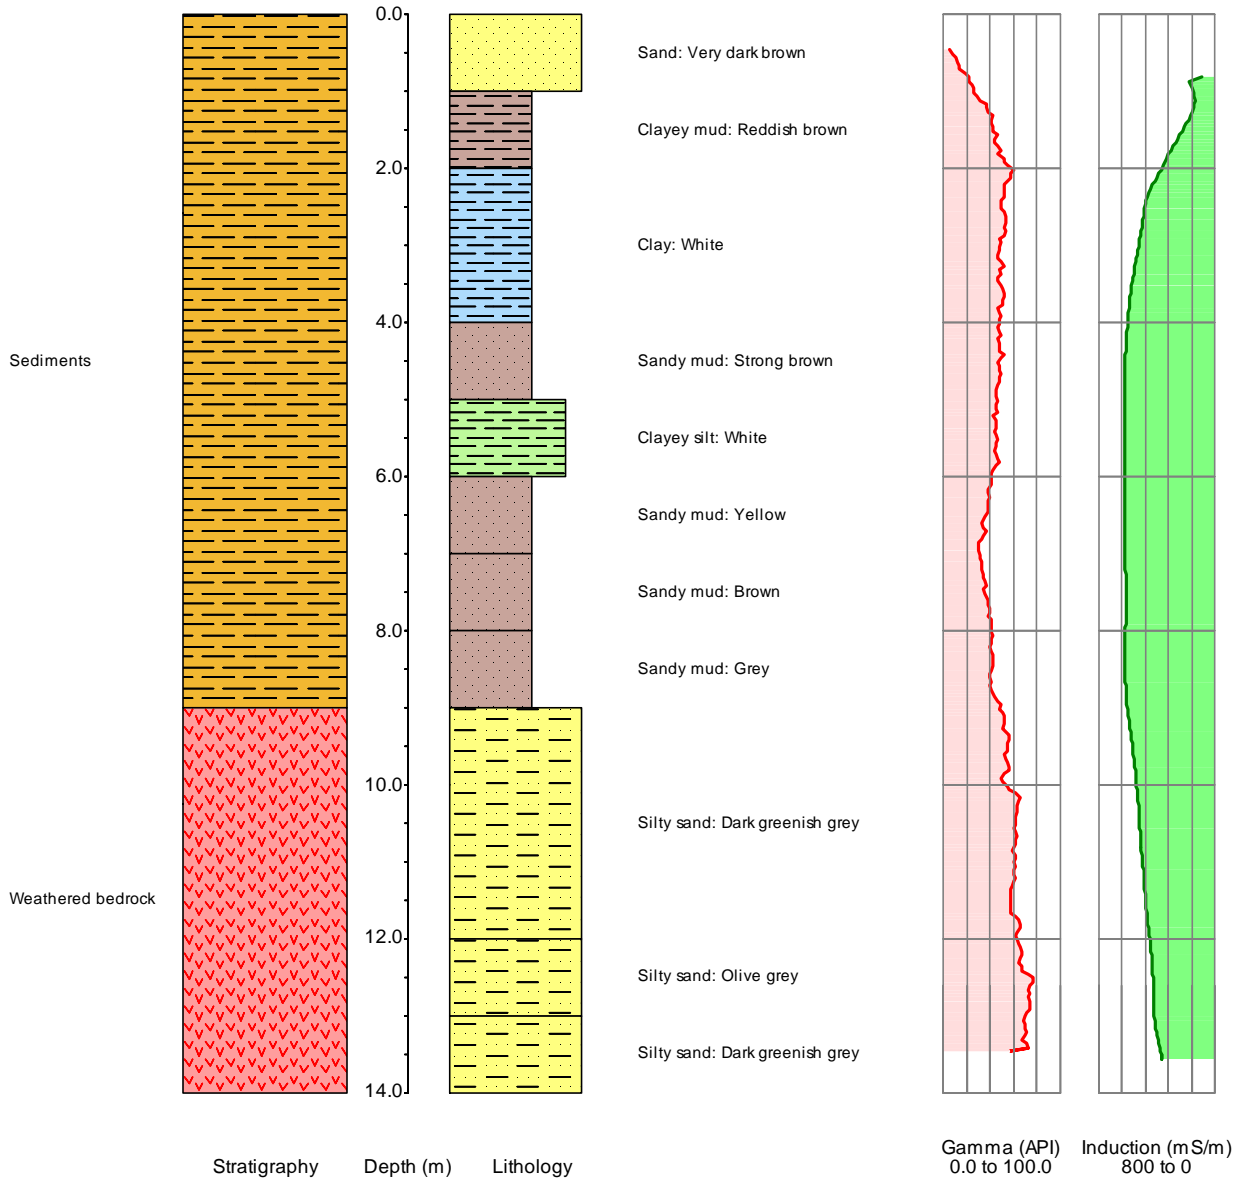 0.0
Sand: Very dark brown
Clayey mud: Reddish brown
2.0
Clay: White
4.0
Sediments
Sandy mud: Strong brown
Clayey silt: White
6.0
Sandy mud: Yellow
Sandy mud: Brown
8.0
Sandy mud: Grey
10.0
Silty sand: Dark greenish grey
Weathered bedrock
12.0
Silty sand: Olive grey
Silty sand: Dark greenish grey
14.0
Stratigraphy
Depth (m)
Lithology
Gamma (API)
0.0 to 100.0
Induction (mS/m)
800 to 0